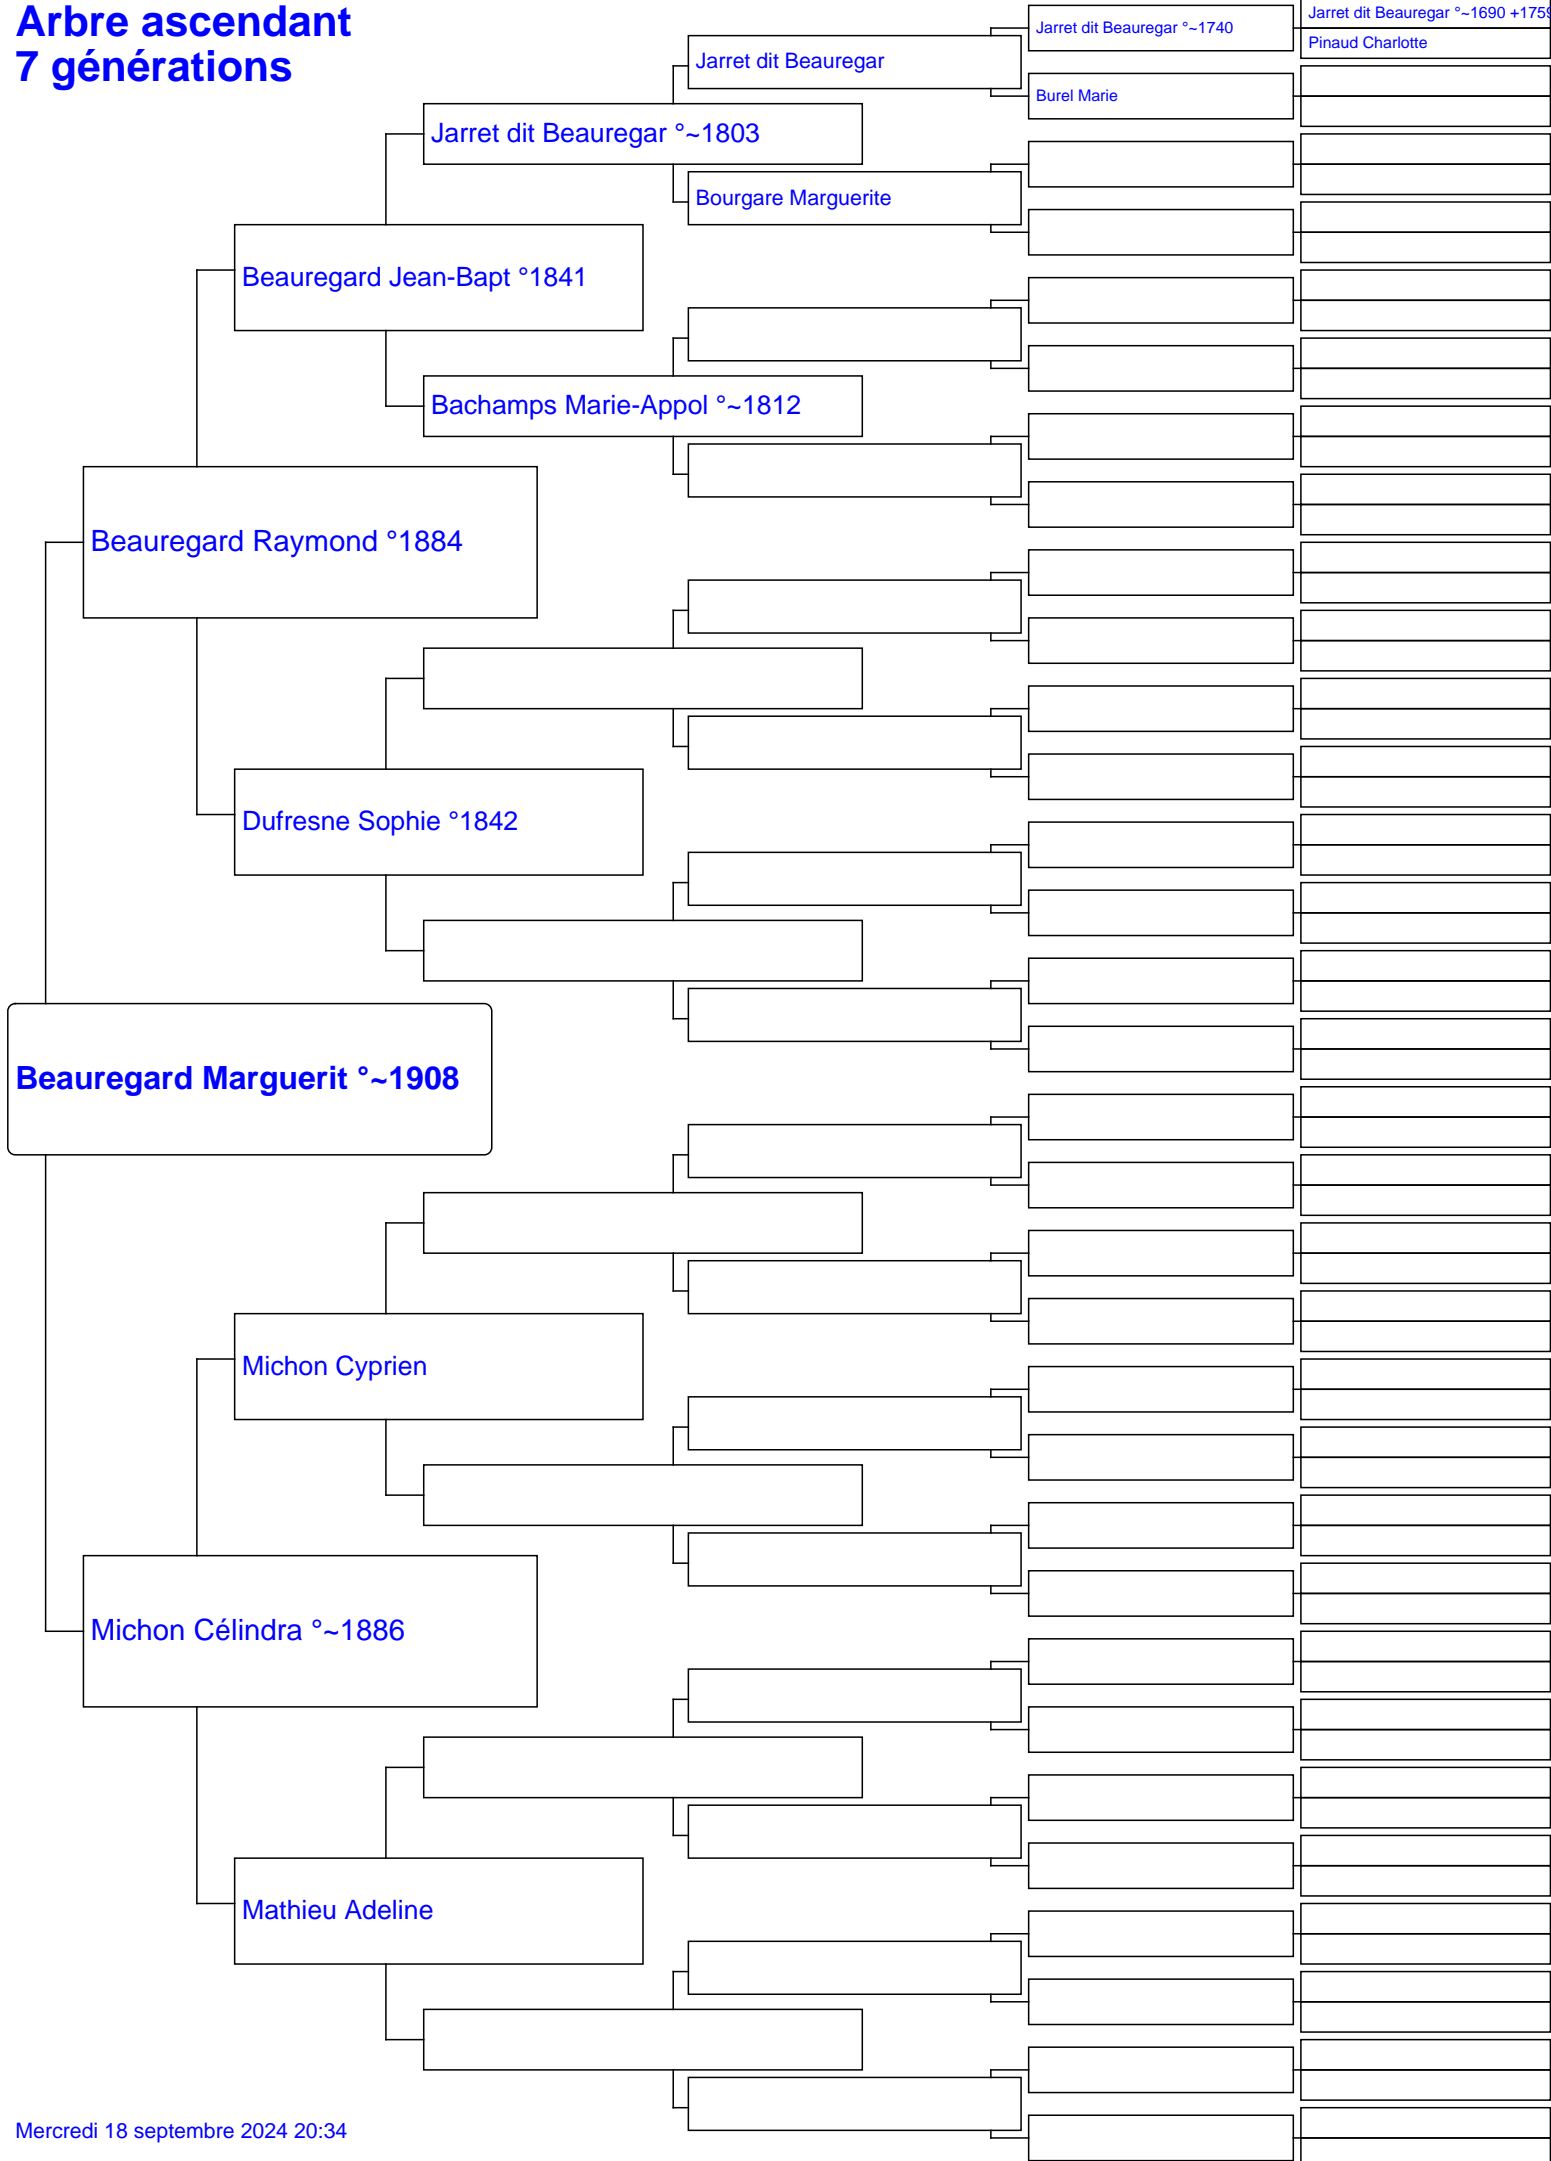 Arbre ascendant
7 générations
Jarret dit Beauregar °~1690 +1759
Pinaud Charlotte
Jarret dit Beauregar °~1740
Burel Marie
Jarret dit Beauregar
Bourgare Marguerite
Jarret dit Beauregar °~1803
Beauregard Jean-Bapt °1841
Bachamps Marie-Appol °~1812
Beauregard Raymond °1884
Dufresne Sophie °1842
Beauregard Marguerit °~1908
Michon Cyprien
Michon Célindra °~1886
Mathieu Adeline
Mercredi 18 septembre 2024 20:34